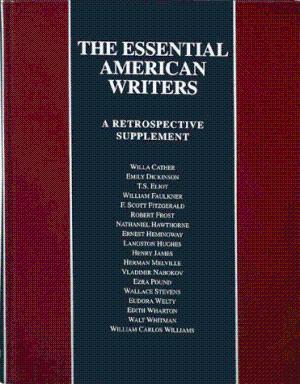 THE ESSENTIAL
AMERICAN
WRITERS
A RETROSPECTIVE
SUPPLEMENT
WILLA CATHER
EMILY DICKINSON
T.S. ELIOT
WILLIAM FAULKNER
F. SCOTT FITZGERALD
ROBERT FROST
NATHANIEL HAWTHORNE
ERNEST HEMINGWAY
LANGSTON HUGHES
HENRY JAMES
HERMAN MELVILLE
VLADIMIR NABOKOV
EZRA POUND
WALLACE STEVENS
EUDORA WELTY
EDITH WHARTON
WALT WHITMAN
WILLIAM CARLOS WILLIAMS